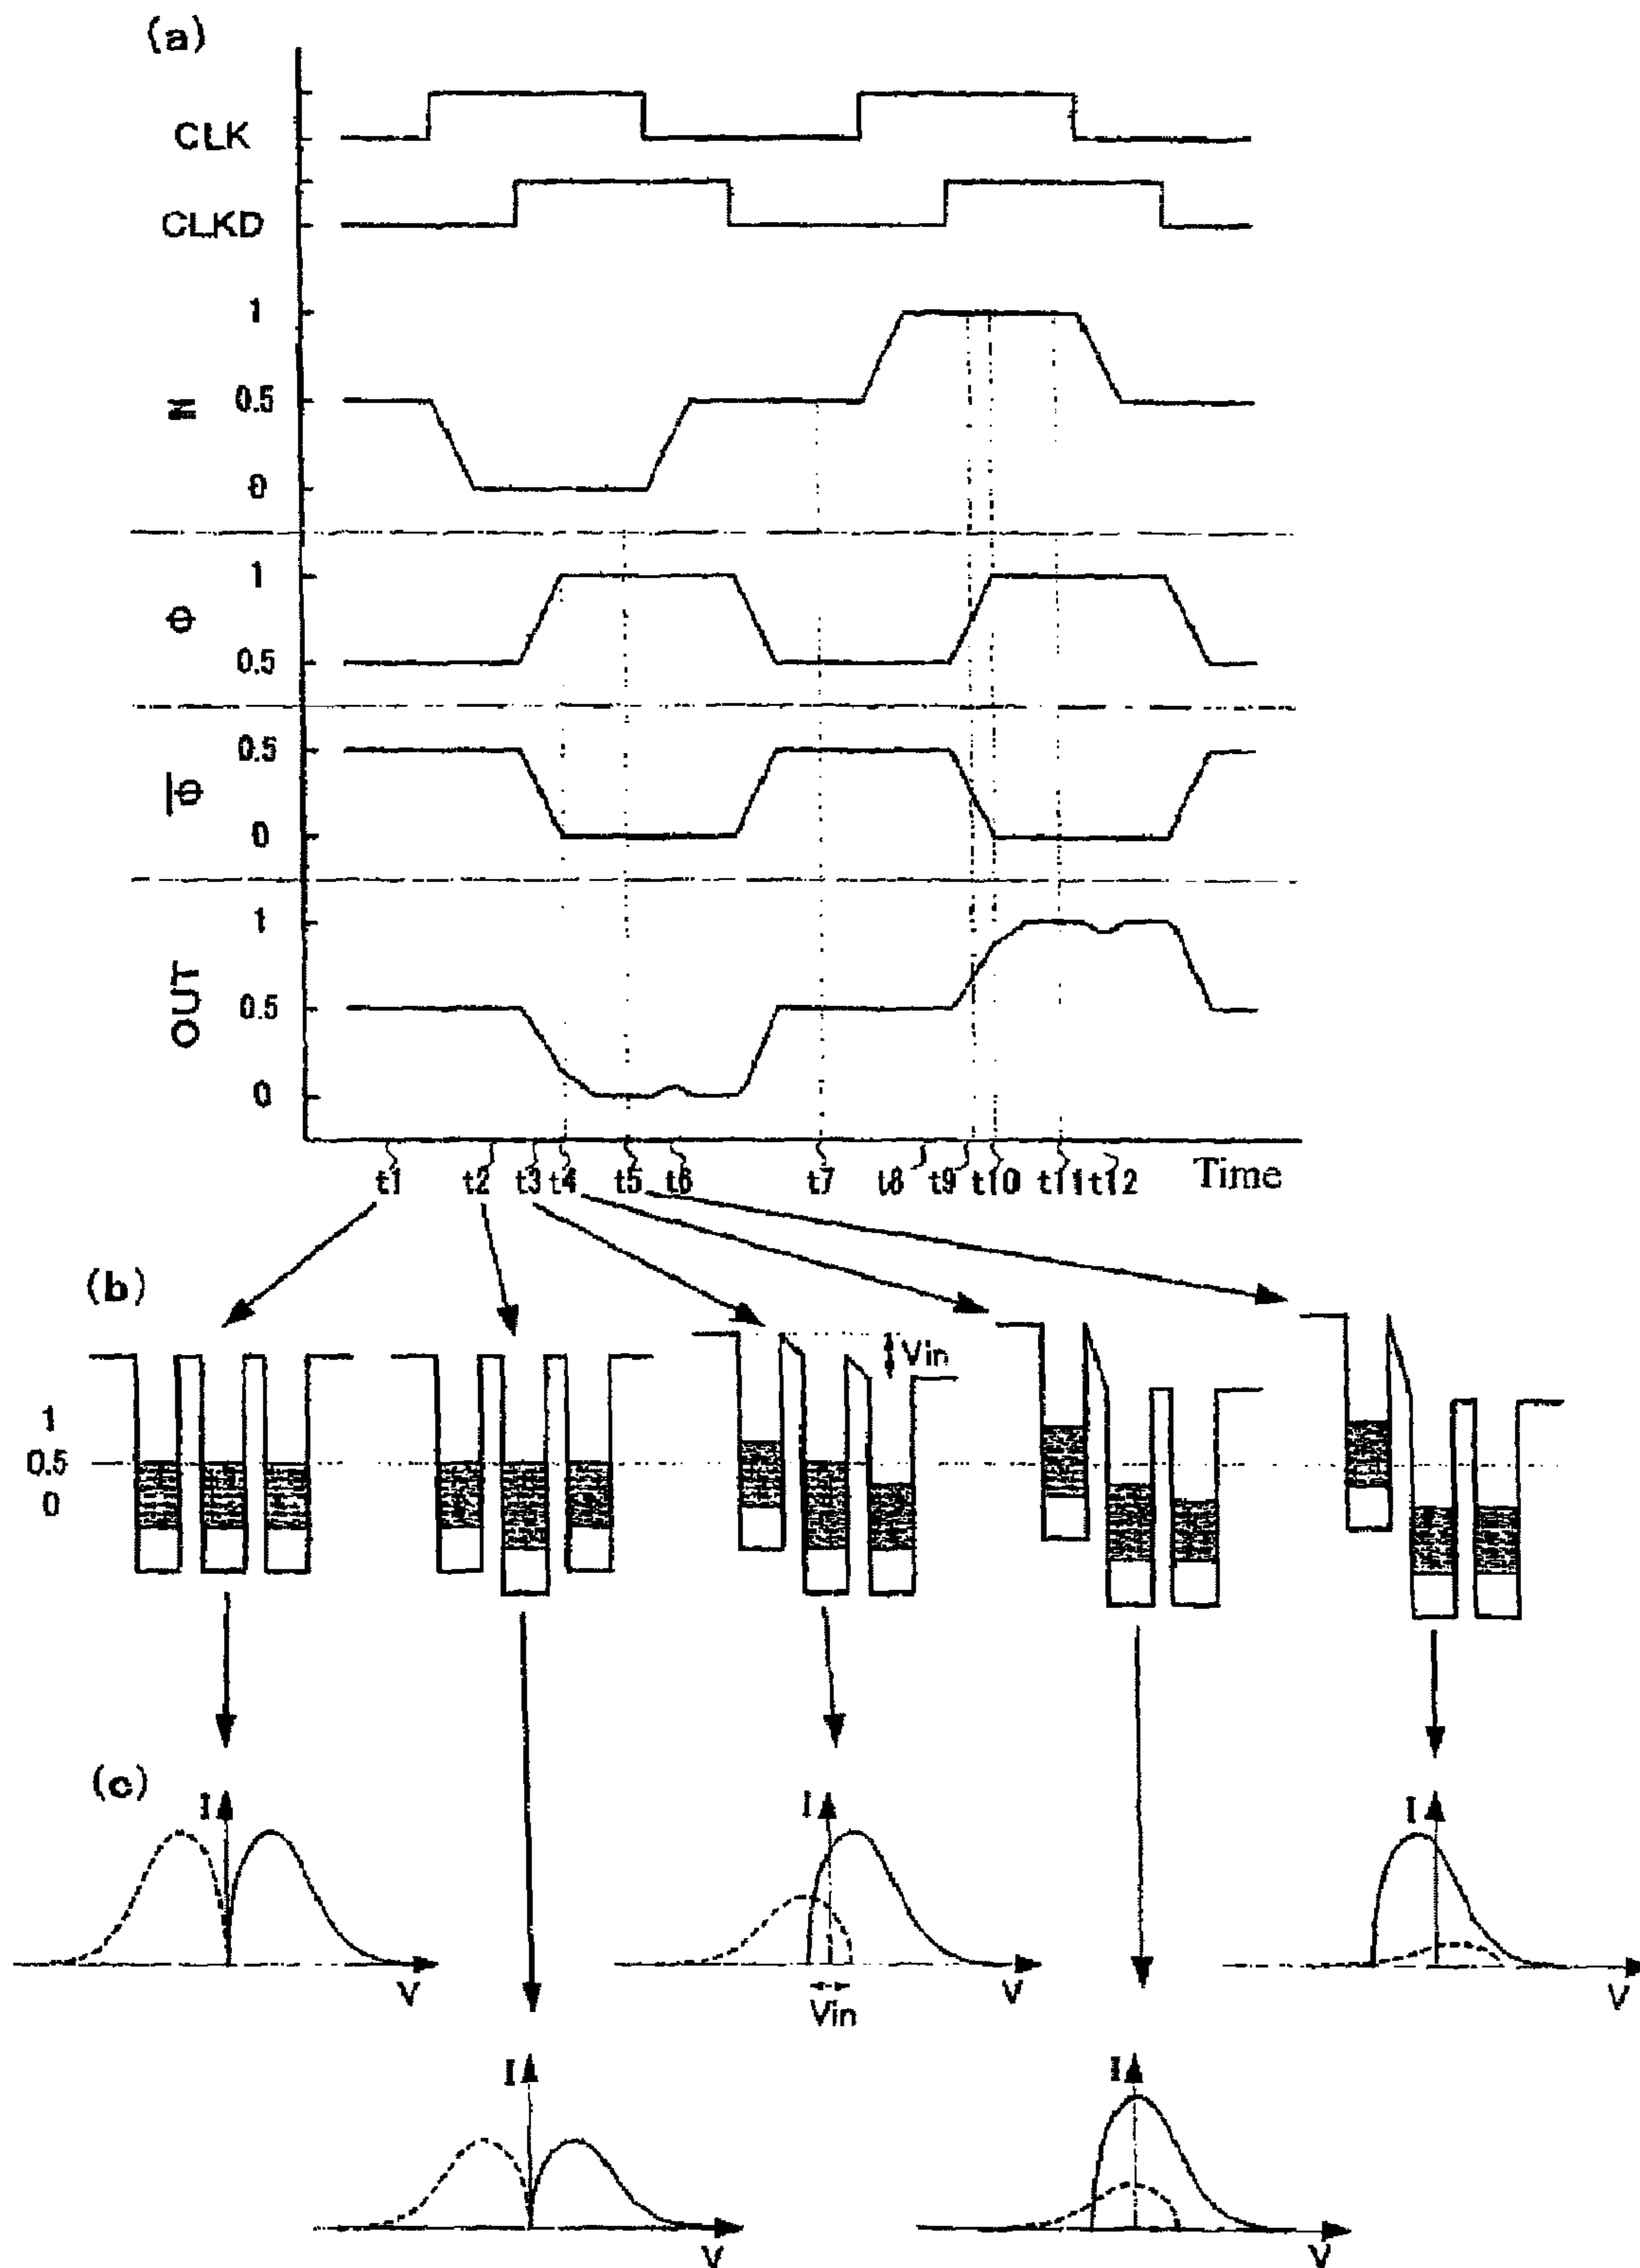 (a)
CLK
CLKD
1
IN 0.5
0
1
Φ
0.5
0.5
Φ̅
0
1
OUT 0.5
0
t1 t2 t3 t4 t5 t6 t7 t8 t9 t10 t11 t12 Time
(b)
Vin
1
0.5
0
(c)
I I I
V V V
Vin
I I
V V